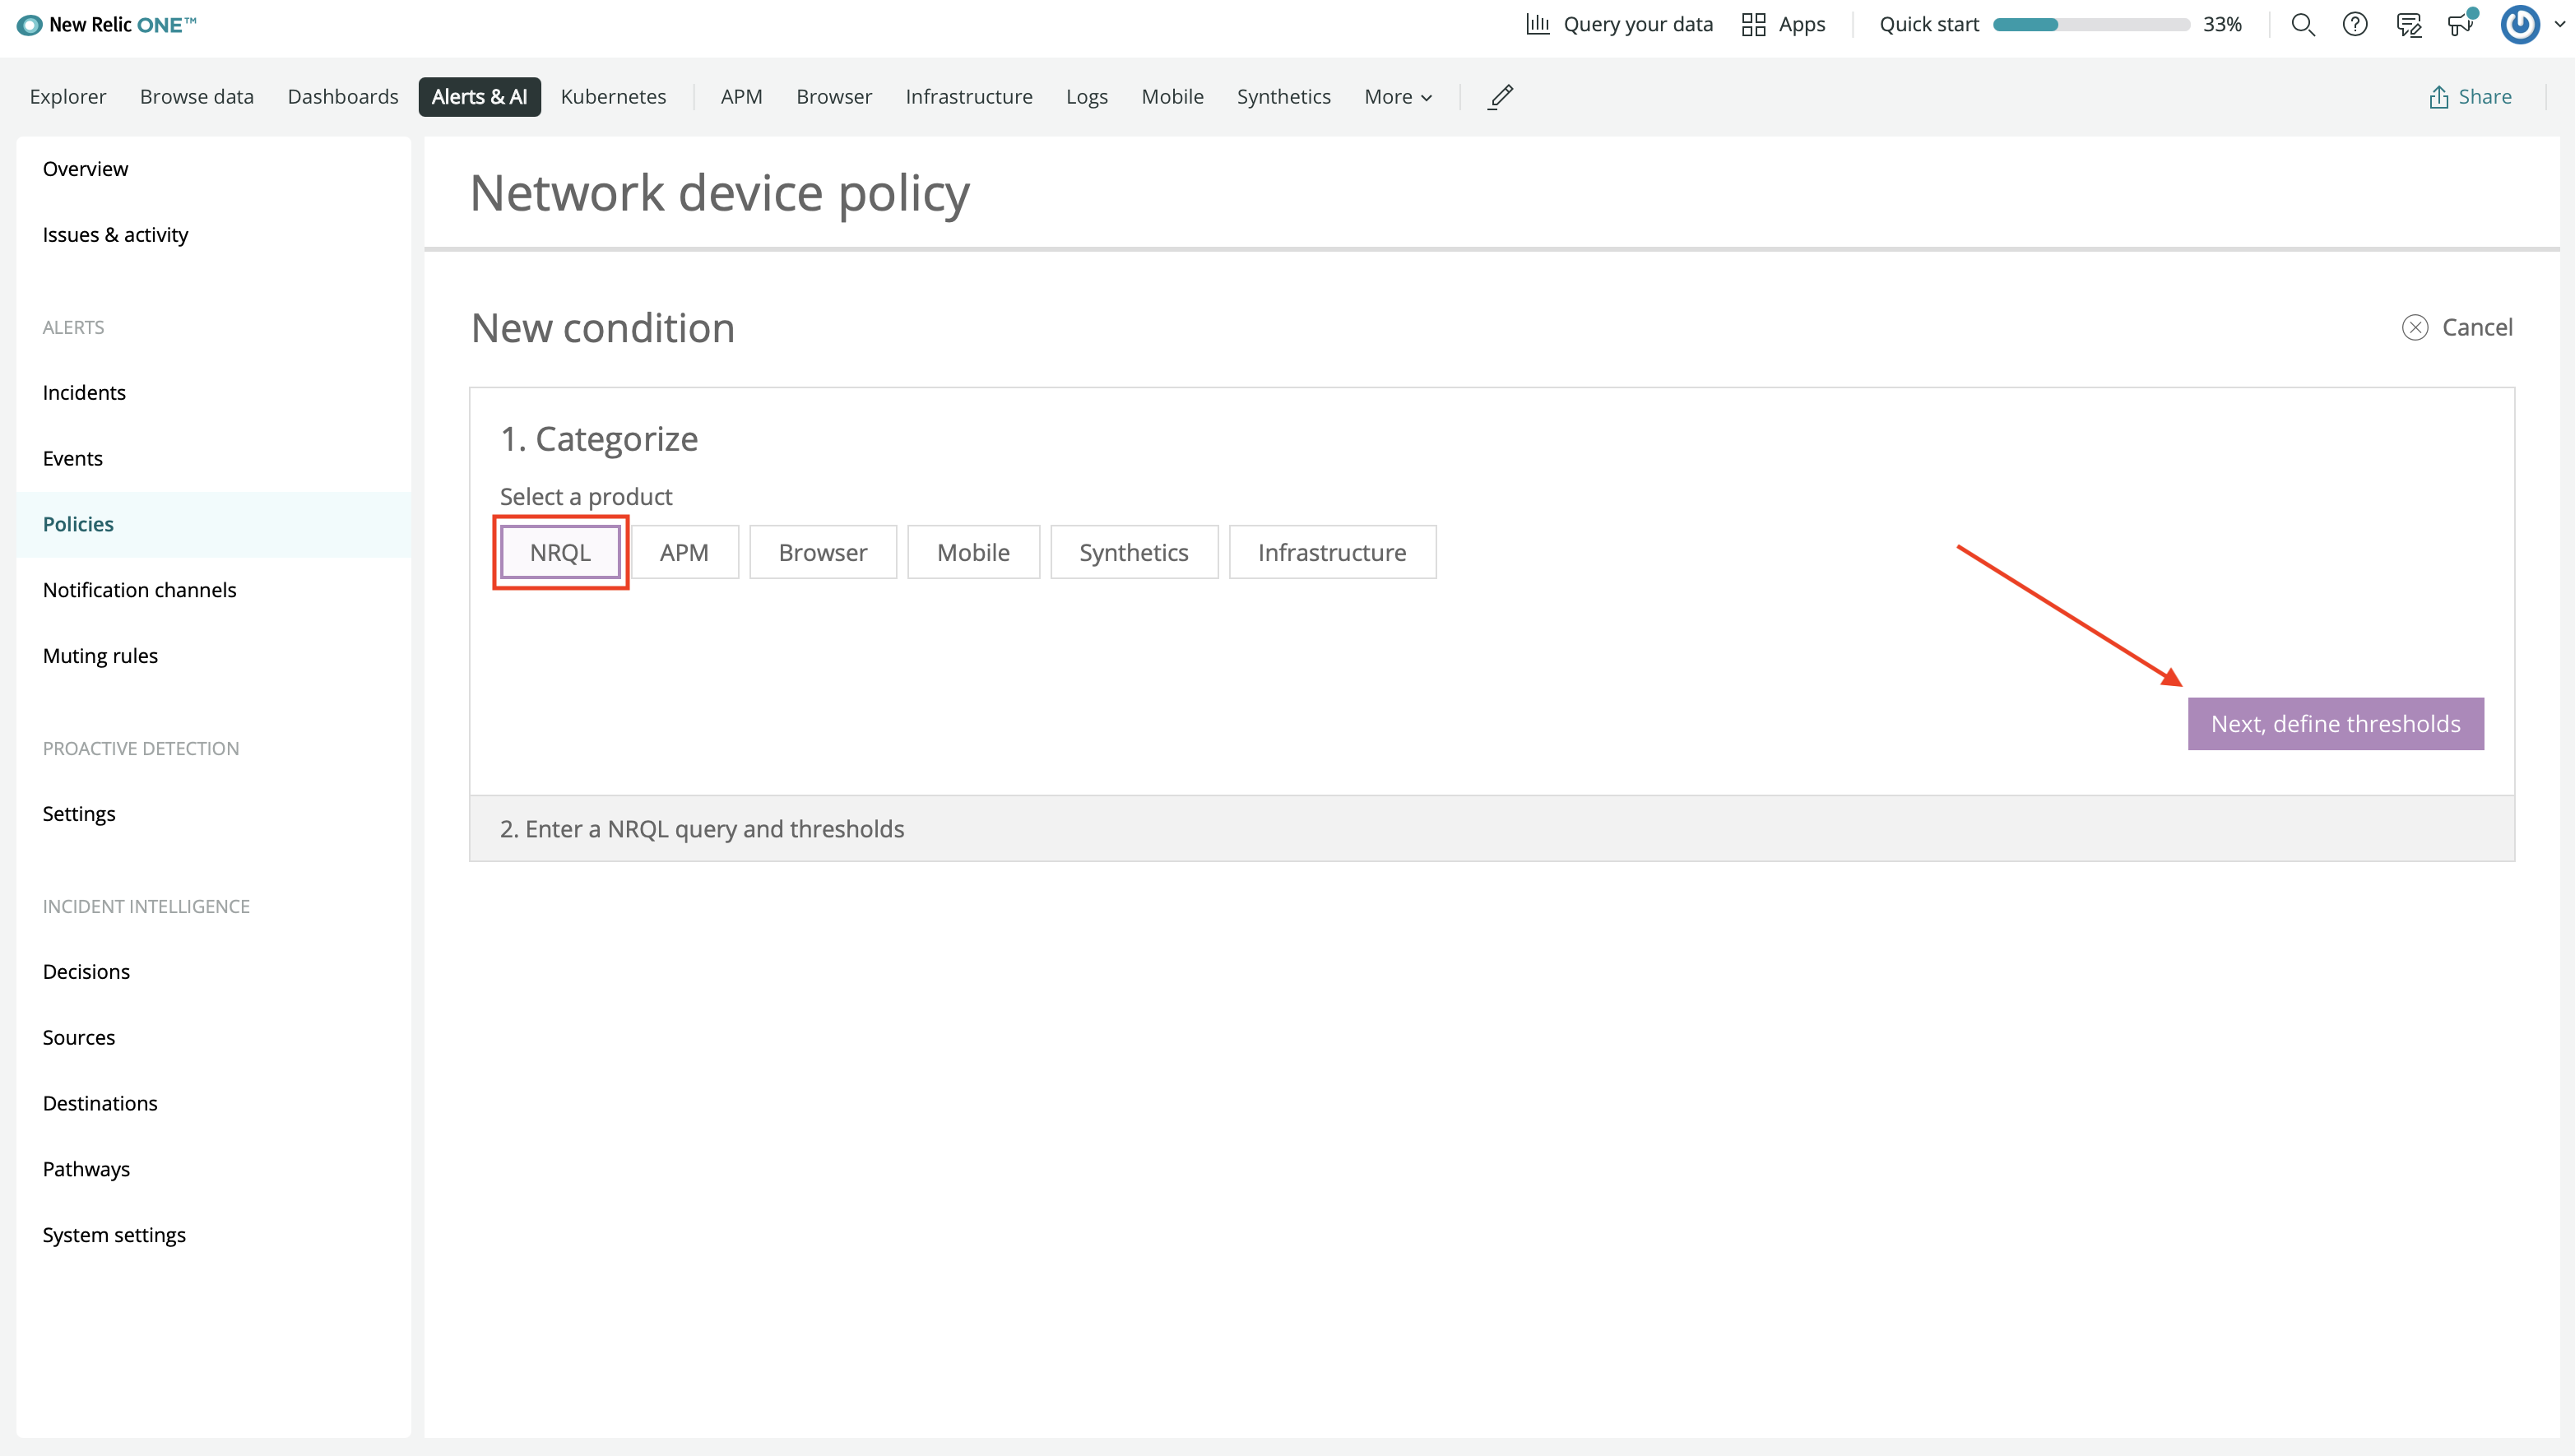 New Relic ONE™
Query your data
Apps
Quick start
33%
Explorer
Browse data
Dashboards
Alerts & AI
Kubernetes
APM
Browser
Infrastructure
Logs
Mobile
Synthetics
More
Share
Overview
Issues & activity
ALERTS
Incidents
Events
Policies
Notification channels
Muting rules
PROACTIVE DETECTION
Settings
INCIDENT INTELLIGENCE
Decisions
Sources
Destinations
Pathways
System settings
Network device policy
New condition
Cancel
1. Categorize
Select a product
NRQL
APM
Browser
Mobile
Synthetics
Infrastructure
Next, define thresholds
2. Enter a NRQL query and thresholds